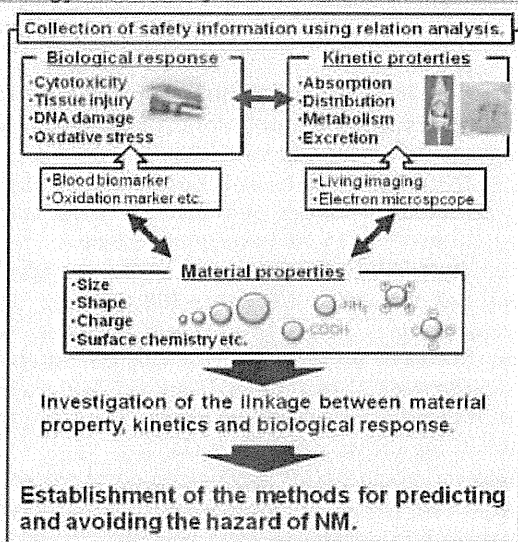 Collection of safety information using relation analysis.
Biological response
·Cytotoxicity
·Tissue injury
·DNA damage
·Oxdative stress
Kinetic proterties
·Absorption
·Distribution
·Metabolism
·Excretion
·Blood biomarker
·Oxidation marker etc.
·Living imaging
·Electron microspcope
Material properties
·Size
·Shape
·Charge
·Surface chemistry etc.
NH₂
COOH
Investigation of the linkage between material
property, kinetics and biological response.
Establishment of the methods for predicting
and avoiding the hazard of NM.